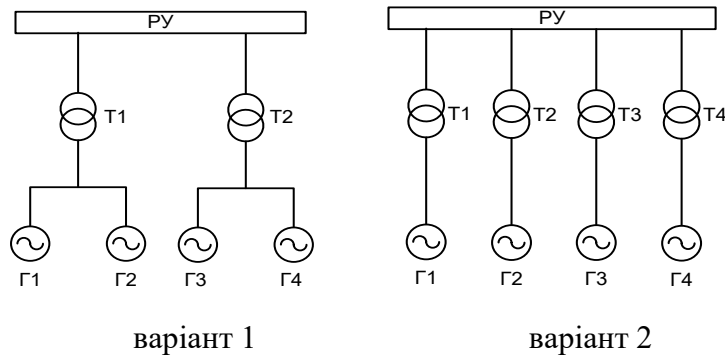 РУ
Т1
Т2
Г1
Г2
Г3
Г4
варіант 1
РУ
Т1
Т2
Т3
Т4
Г1
Г2
Г3
Г4
варіант 2